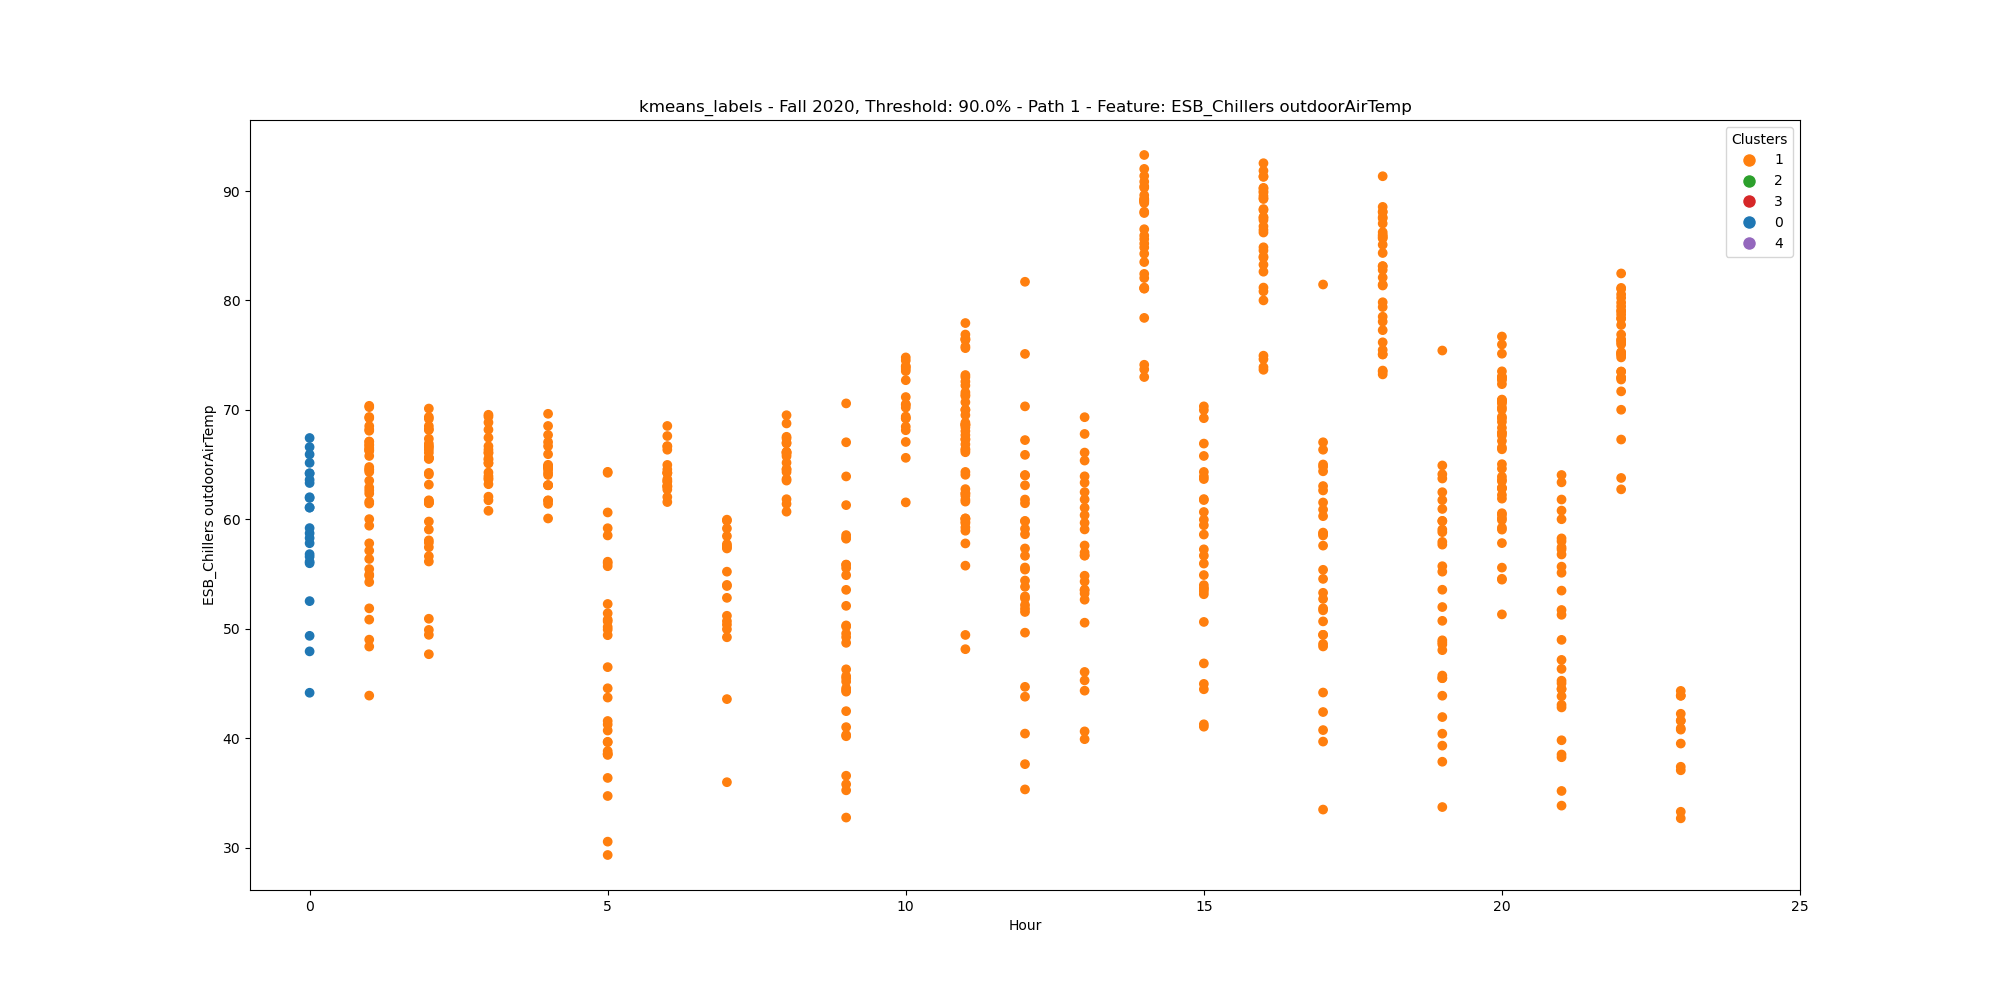 kmeans_labels - Fall 2020, Threshold: 90.0% - Path 1 - Feature: ESB_Chillers outdoorAirTemp
Clusters
1
2
3
0
4
ESB_Chillers outdoorAirTemp
90
80
70
60
50
40
30
0 5 10 15 20 25
Hour